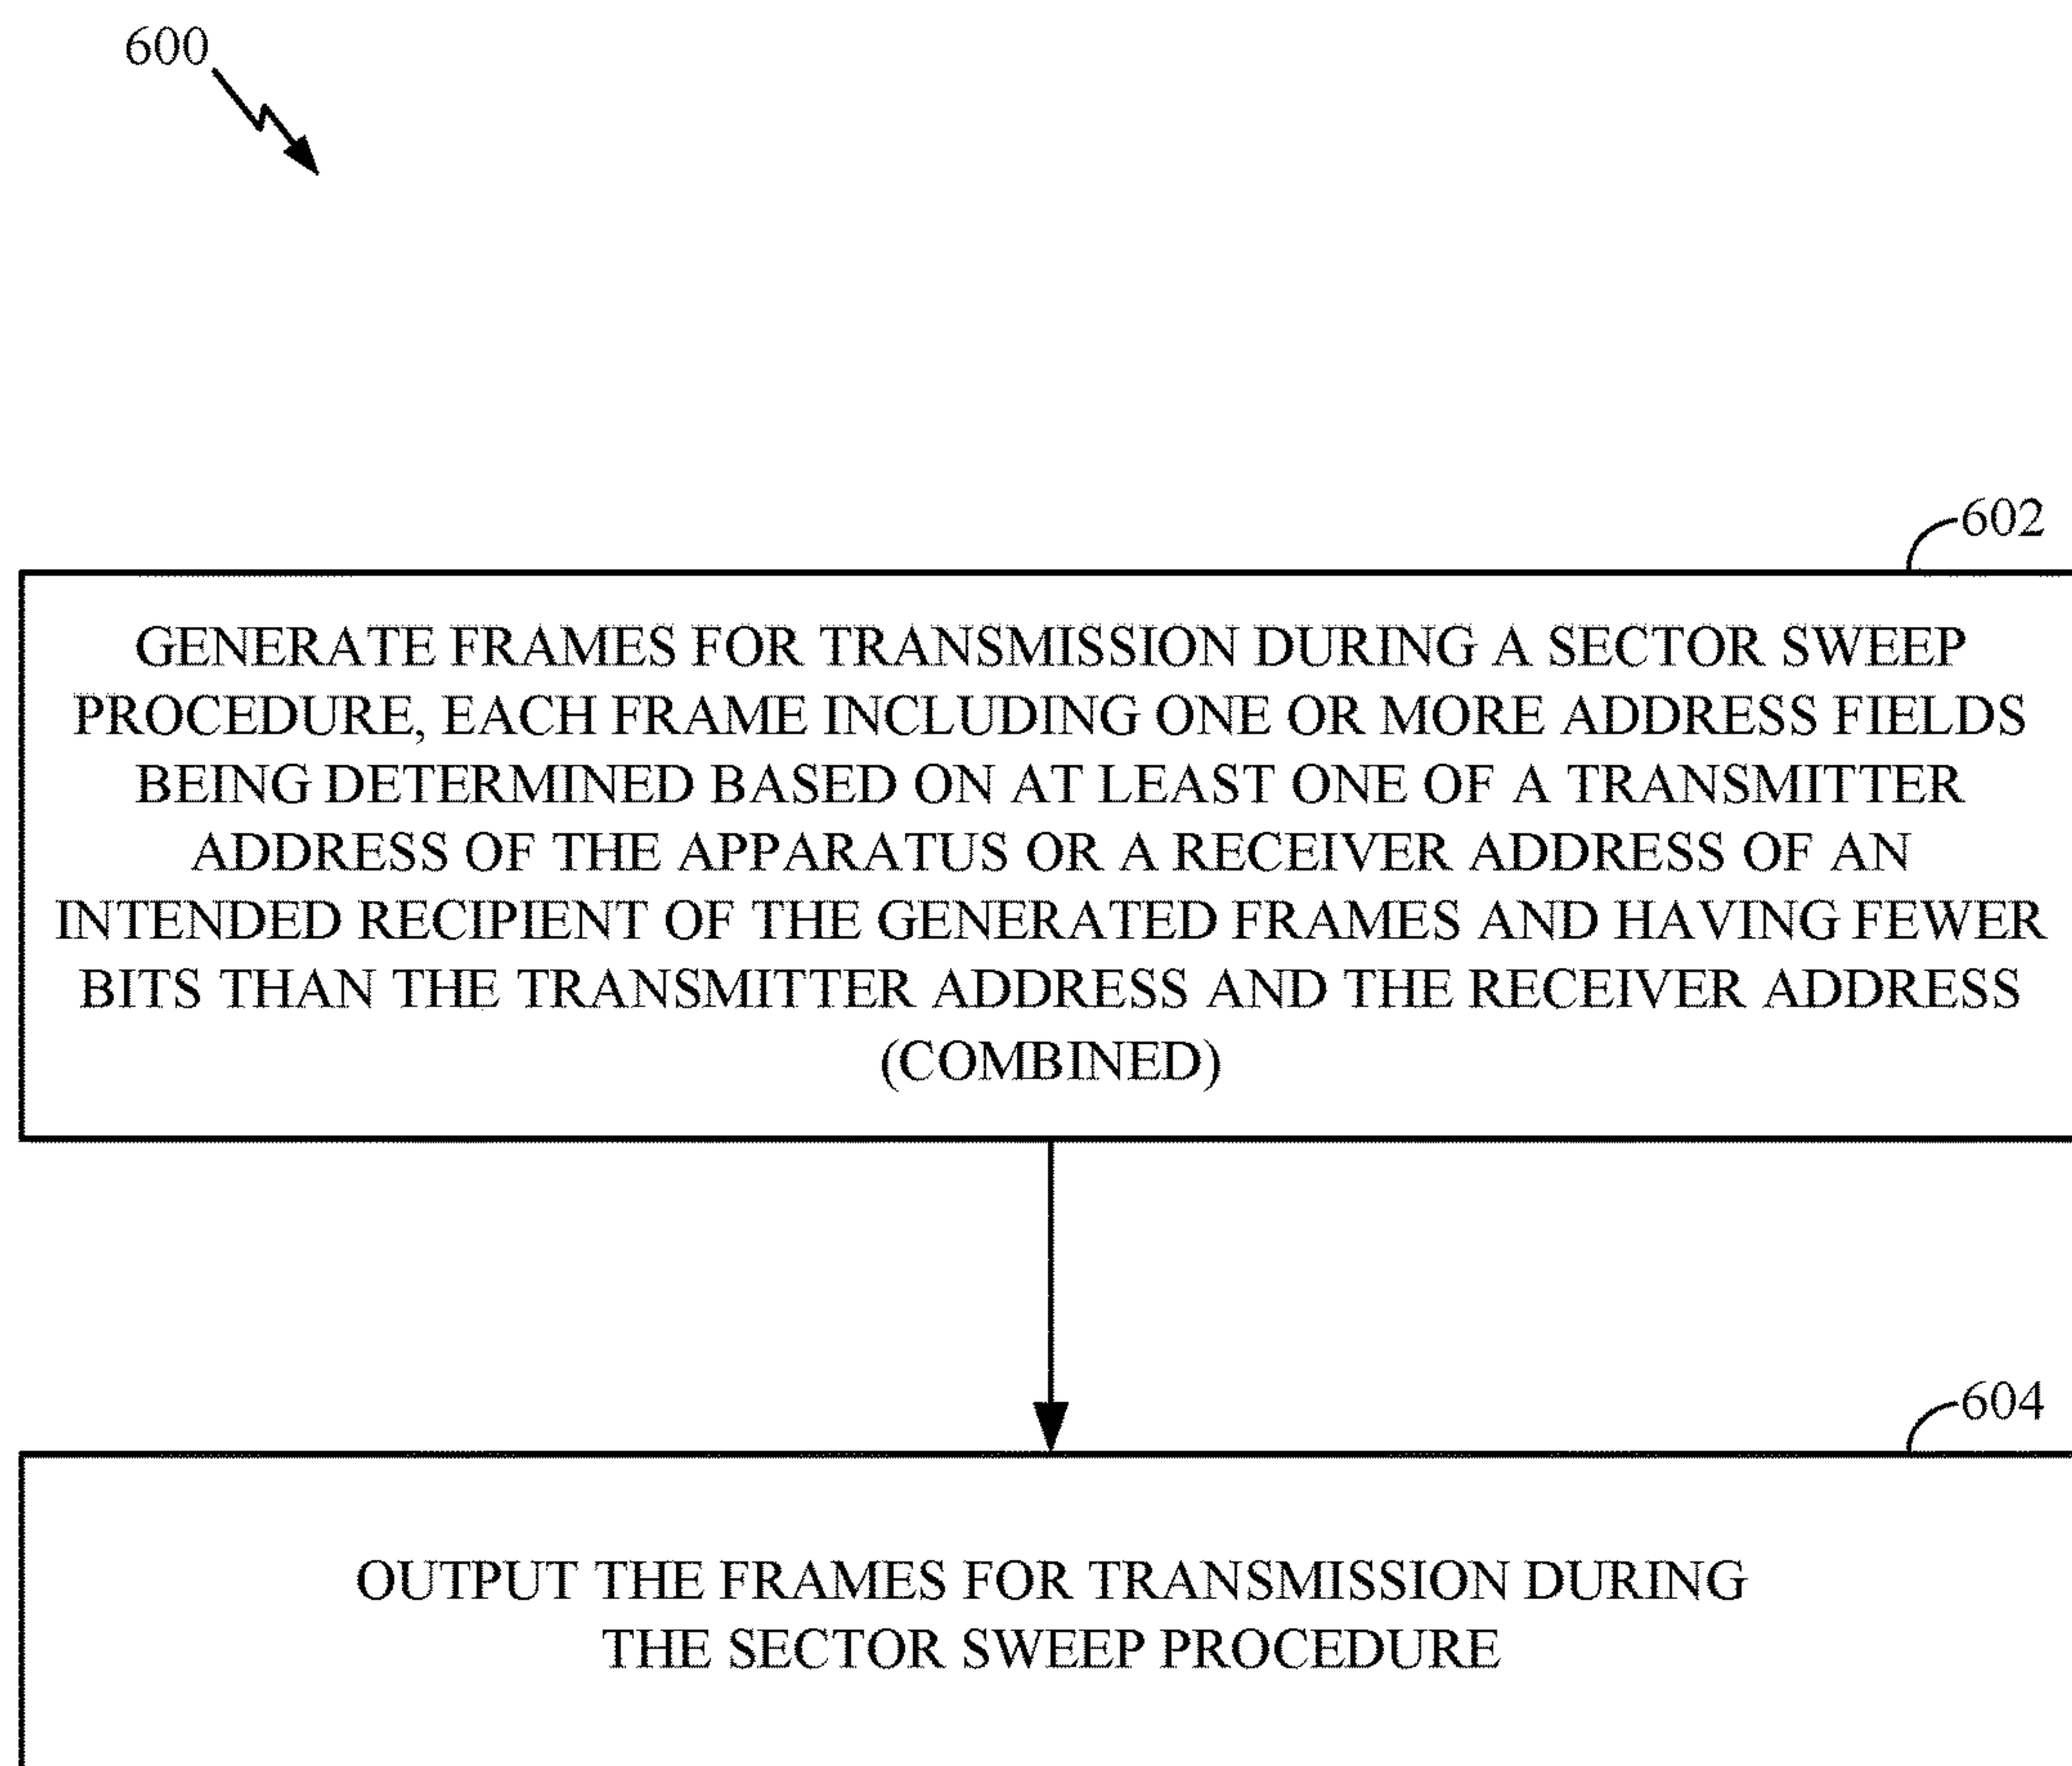 600
602
GENERATE FRAMES FOR TRANSMISSION DURING A SECTOR SWEEP
PROCEDURE, EACH FRAME INCLUDING ONE OR MORE ADDRESS FIELDS
BEING DETERMINED BASED ON AT LEAST ONE OF A TRANSMITTER
ADDRESS OF THE APPARATUS OR A RECEIVER ADDRESS OF AN
INTENDED RECIPIENT OF THE GENERATED FRAMES AND HAVING FEWER
BITS THAN THE TRANSMITTER ADDRESS AND THE RECEIVER ADDRESS
(COMBINED)
604
OUTPUT THE FRAMES FOR TRANSMISSION DURING
THE SECTOR SWEEP PROCEDURE